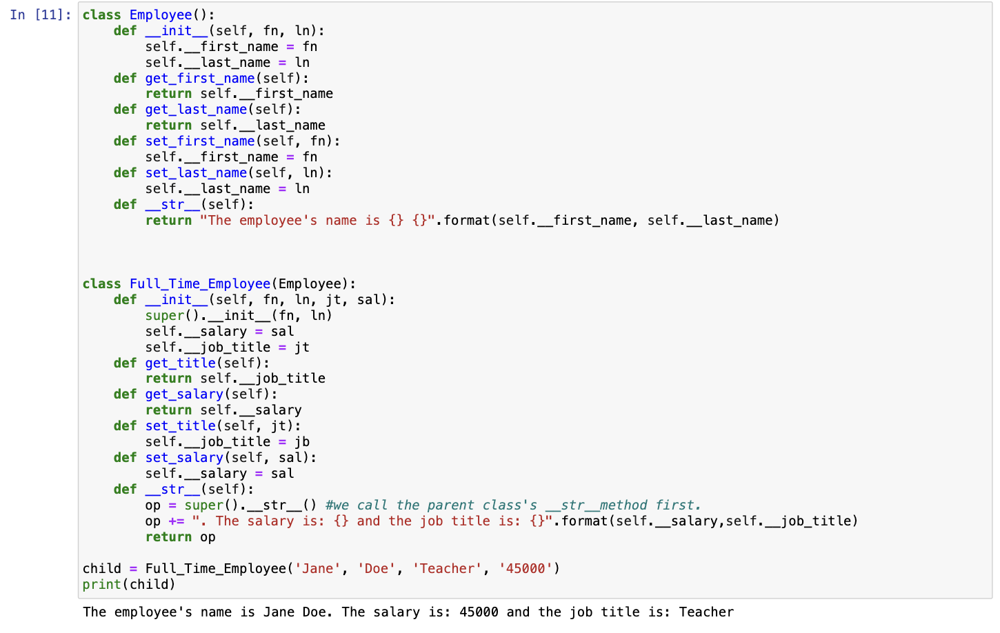 In [11]: class Employee():
    def __init__(self, fn, ln):
        self.__first_name = fn
        self.__last_name = ln
    def get_first_name(self):
        return self.__first_name
    def get_last_name(self):
        return self.__last_name
    def set_first_name(self, fn):
        self.__first_name = fn
    def set_last_name(self, ln):
        self.__last_name = ln
    def __str__(self):
        return "The employee's name is {} {}".format(self.__first_name, self.__last_name)
class Full_Time_Employee(Employee):
    def __init__(self, fn, ln, jt, sal):
        super().__init__(fn, ln)
        self.__salary = sal
        self.__job_title = jt
    def get_title(self):
        return self.__job_title
    def get_salary(self):
        return self.__salary
    def set_title(self, jt):
        self.__job_title = jb
    def set_salary(self, sal):
        self.__salary = sal
    def __str__(self):
        op = super().__str__() #we call the parent class's __str__method first.
        op += ". The salary is: {} and the job title is: {}".format(self.__salary,self.__job_title)
        return op
child = Full_Time_Employee('Jane', 'Doe', 'Teacher', '45000')
print(child)
The employee's name is Jane Doe. The salary is: 45000 and the job title is: Teacher